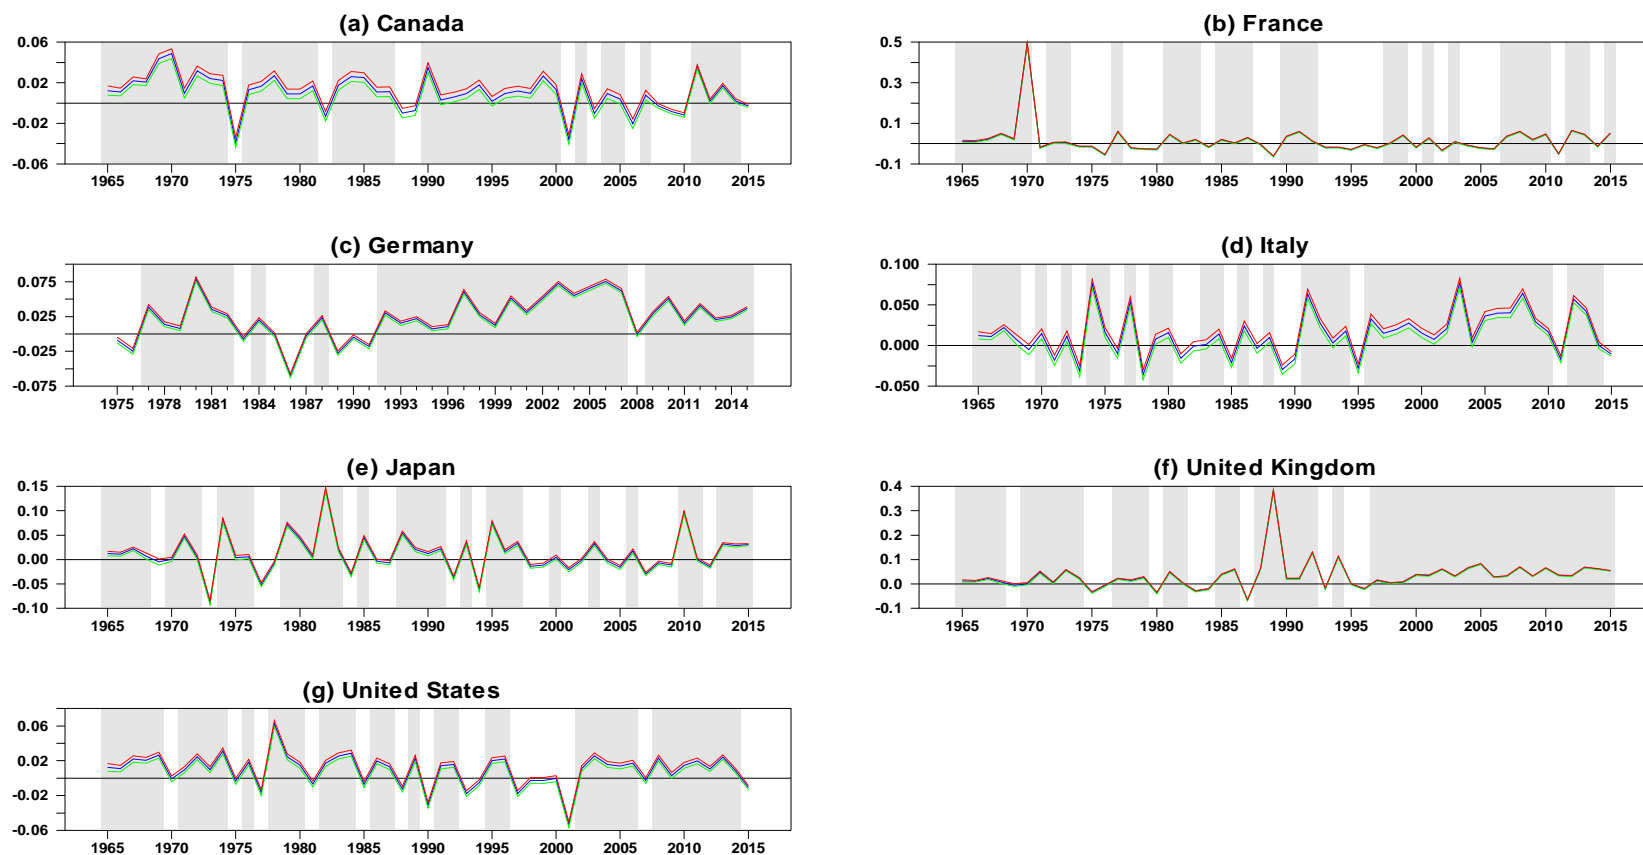 (a) Canada
0.06
0.02
-0.02
-0.06
1965 1970 1975 1980 1985 1990 1995 2000 2005 2010 2015
(b) France
0.5
0.3
0.1
-0.1
1965 1970 1975 1980 1985 1990 1995 2000 2005 2010 2015
(c) Germany
0.075
0.025
-0.025
-0.075
1975 1978 1981 1984 1987 1990 1993 1996 1999 2002 2005 2008 2011 2014
(d) Italy
0.100
0.050
0.000
-0.050
1965 1970 1975 1980 1985 1990 1995 2000 2005 2010 2015
(e) Japan
0.15
0.10
0.05
0.00
-0.05
-0.10
1965 1970 1975 1980 1985 1990 1995 2000 2005 2010 2015
(f) United Kingdom
0.4
0.3
0.2
0.1
0.0
-0.1
1965 1970 1975 1980 1985 1990 1995 2000 2005 2010 2015
(g) United States
0.06
0.02
-0.02
-0.06
1965 1970 1975 1980 1985 1990 1995 2000 2005 2010 2015